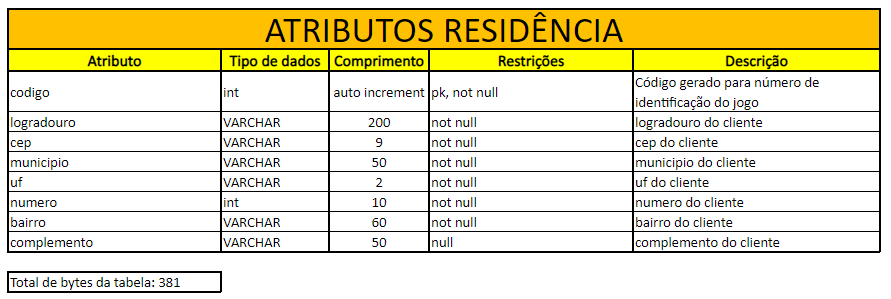 ATRIBUTOS RESIDÊNCIA
Atributo Tipo de dados Comprimento Restrições Descrição
codigo int auto increment pk, not null Código gerado para número de
identificação do jogo
logradouro VARCHAR 200 not null logradouro do cliente
cep VARCHAR 9 not null cep do cliente
municipio VARCHAR 50 not null municipio do cliente
uf VARCHAR 2 not null uf do cliente
numero int 10 not null numero do cliente
bairro VARCHAR 60 not null bairro do cliente
complemento VARCHAR 50 null complemento do cliente
Total de bytes da tabela: 381